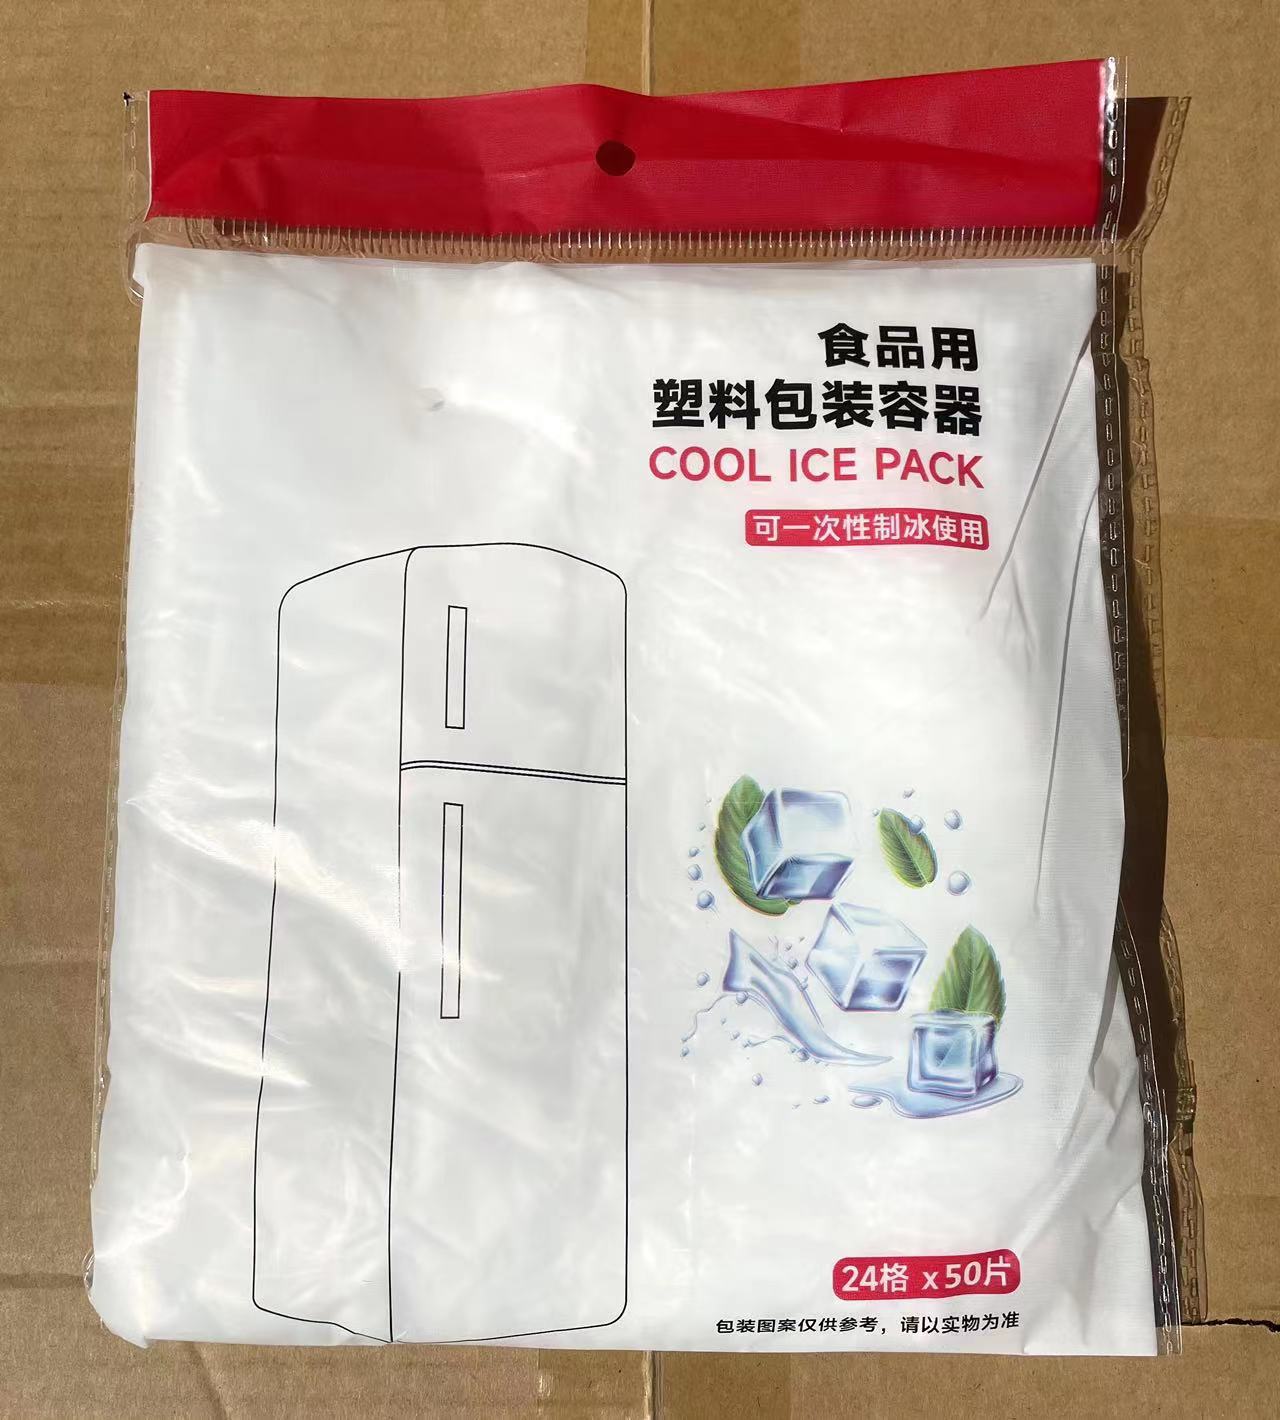 食品用
塑料包装容器
COOL ICE PACK
可一次性制冰使用
24格 x50片
包装图案仅供参考，请以实物为准